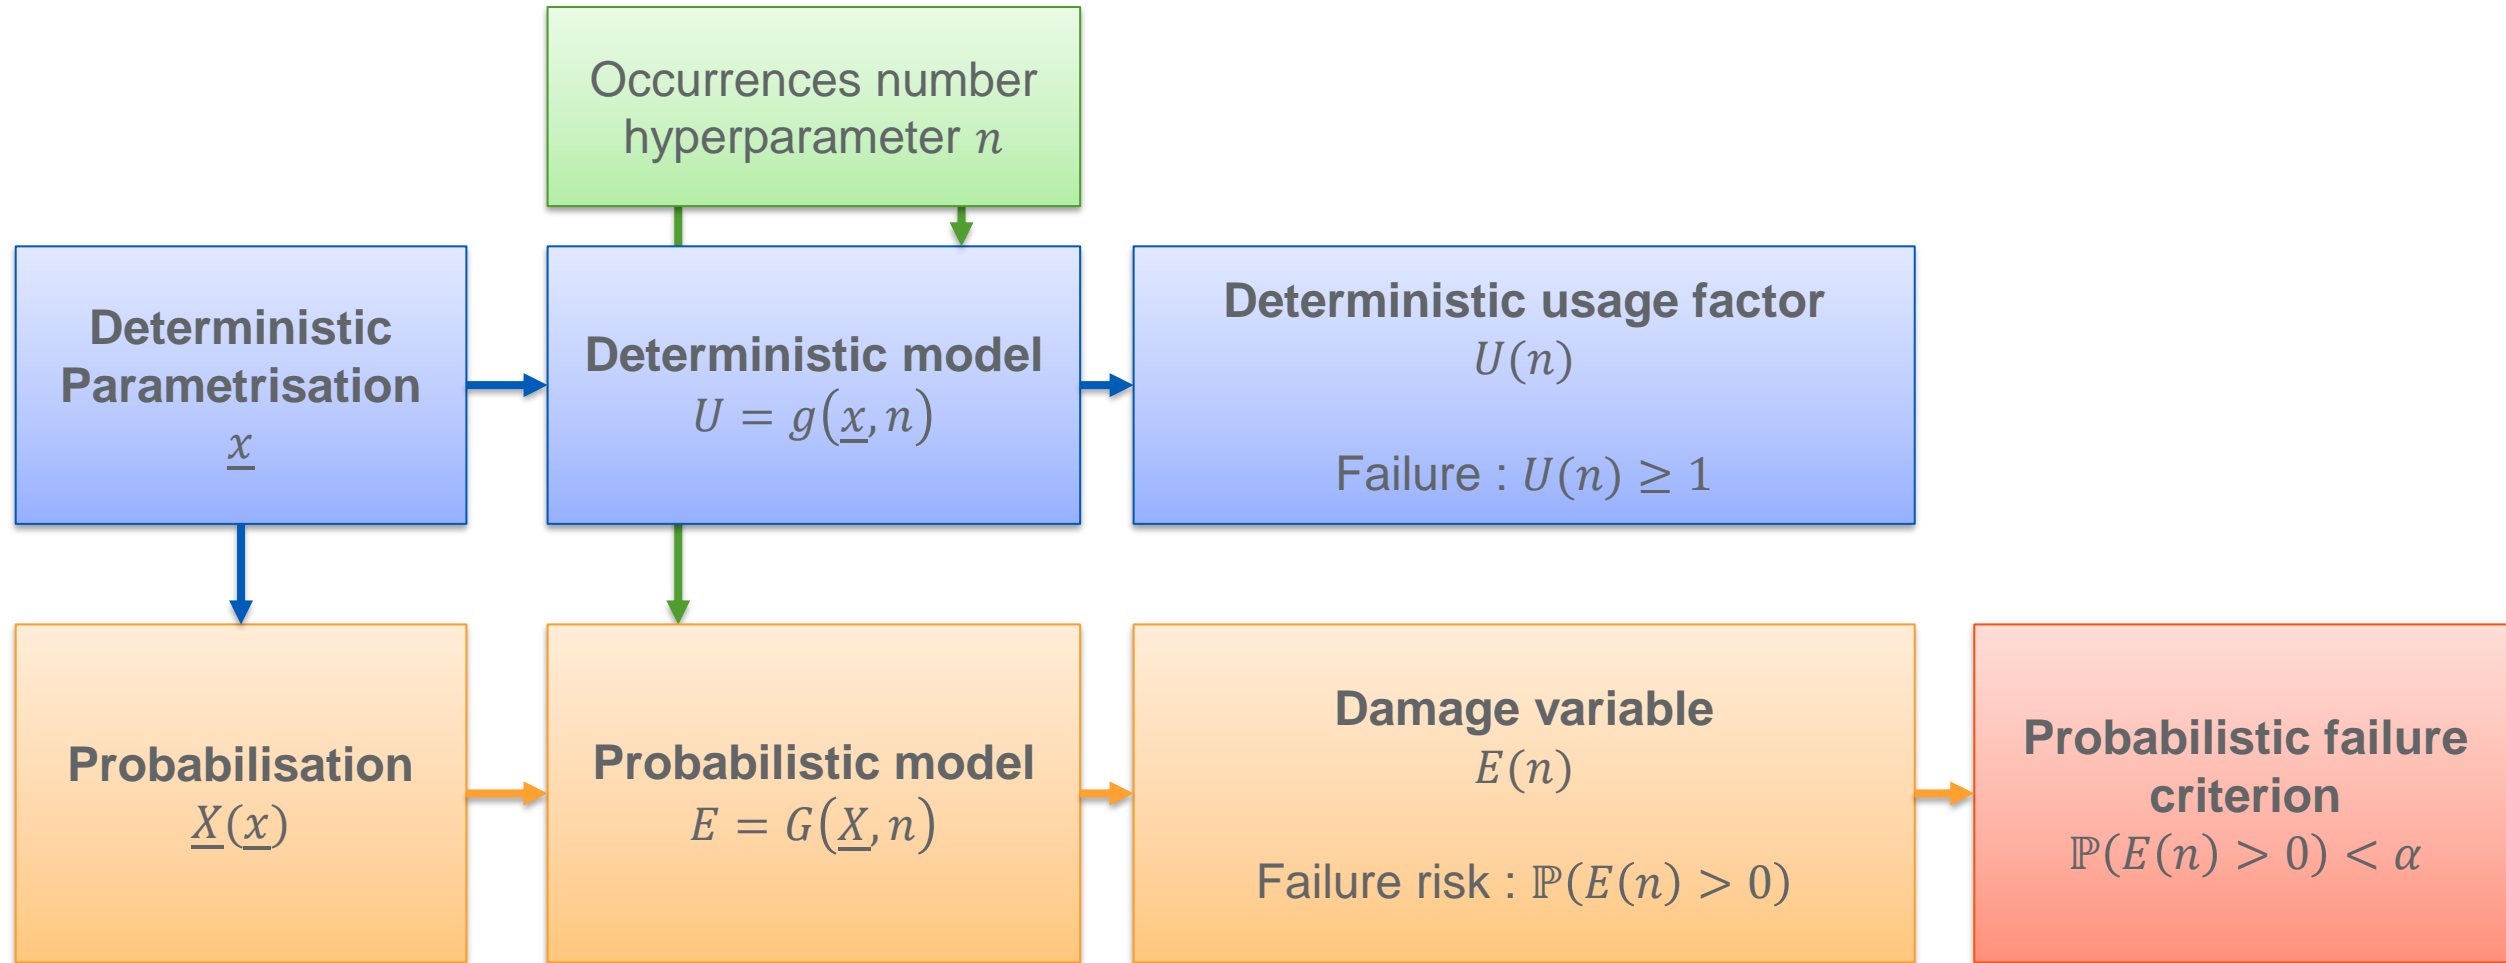 Occurrences number
hyperparameter n
Deterministic
Parametrisation
x
Deterministic model
U = g(x, n)
Deterministic usage factor
U(n)
Failure : U(n) ≥ 1
Probabilisation
X(x)
Probabilistic model
E = G(X, n)
Damage variable
E(n)
Failure risk : ℙ(E(n) > 0)
Probabilistic failure
criterion
ℙ(E(n) > 0) < α